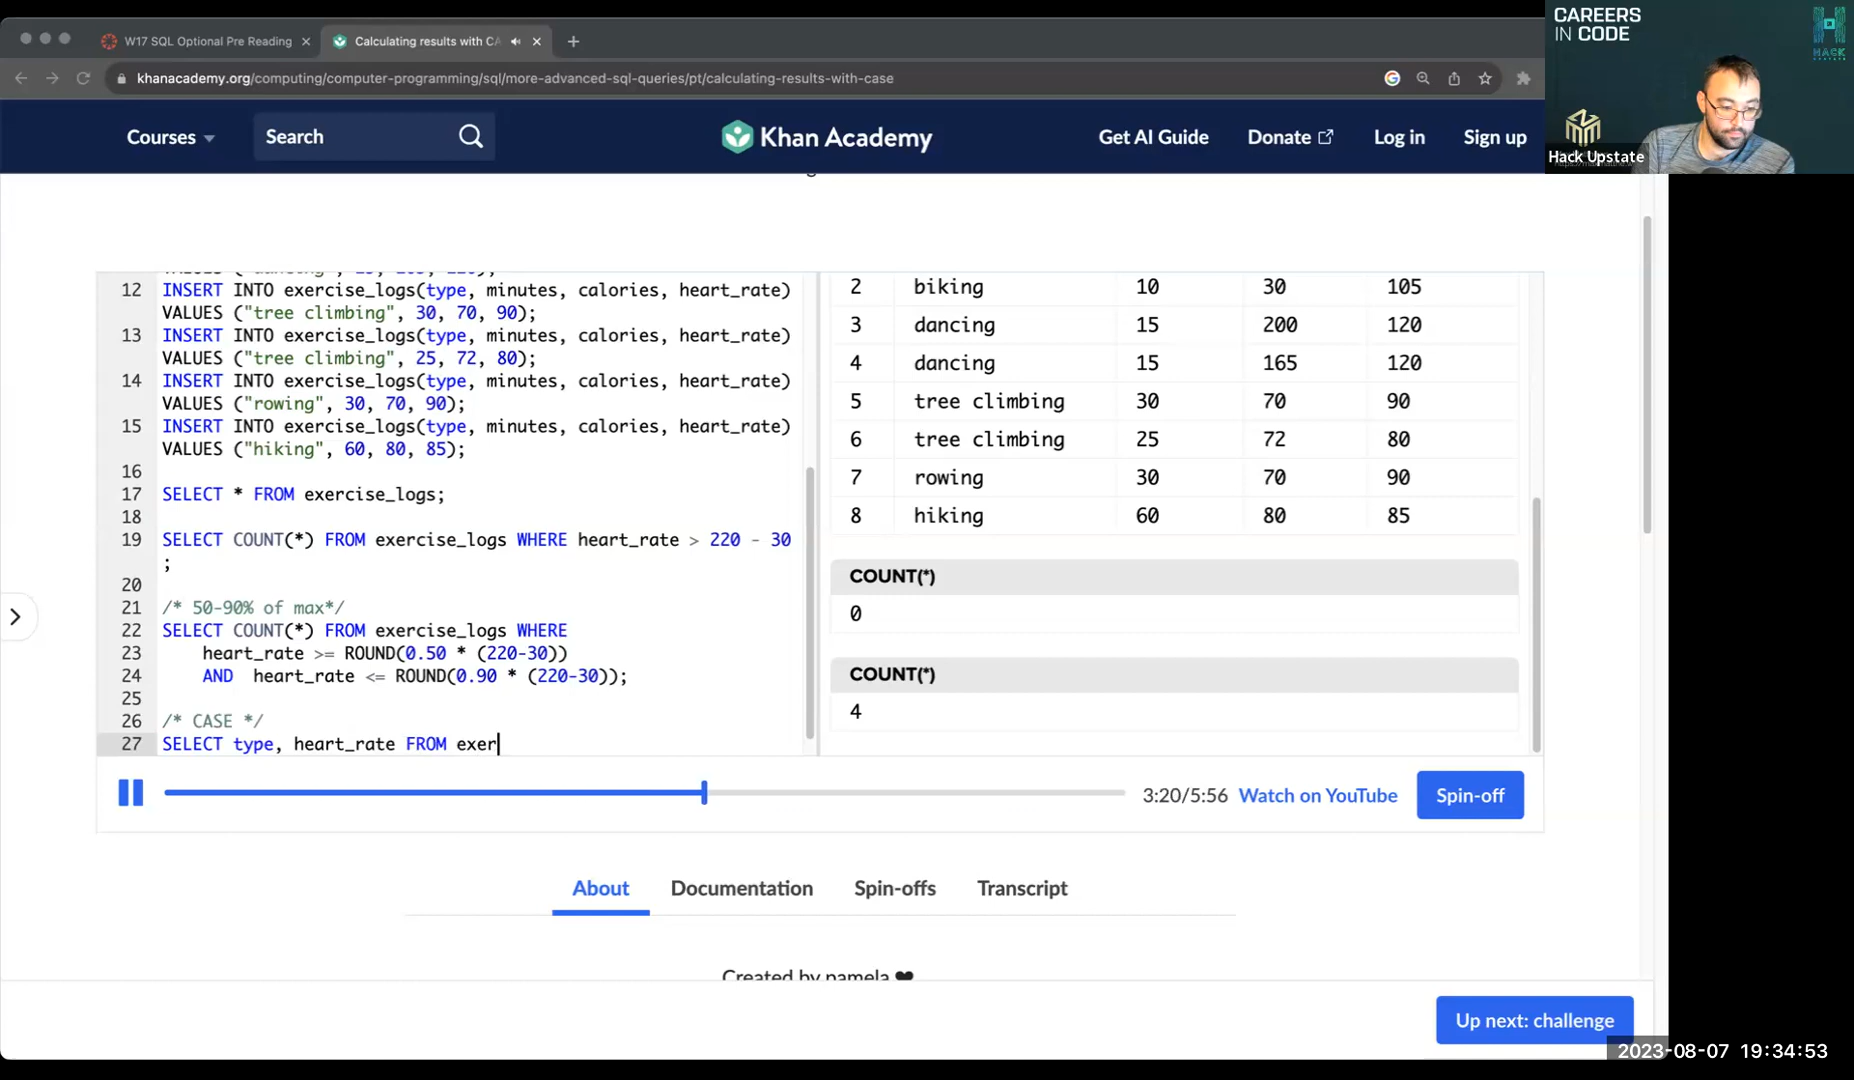 W17 SQL Optional Pre Reading
Calculating results with CA
khanacademy.org/computing/computer-programming/sql/more-advanced-sql-queries/pt/calculating-results-with-case
CAREERS
IN CODE
HACK
UPSTATE
Hack Upstate
Courses
Search
Khan Academy
Get AI Guide
Donate
Log in
Sign up
12 INSERT INTO exercise_logs(type, minutes, calories, heart_rate)
VALUES ("tree climbing", 30, 70, 90);
13 INSERT INTO exercise_logs(type, minutes, calories, heart_rate)
VALUES ("tree climbing", 25, 72, 80);
14 INSERT INTO exercise_logs(type, minutes, calories, heart_rate)
VALUES ("rowing", 30, 70, 90);
15 INSERT INTO exercise_logs(type, minutes, calories, heart_rate)
VALUES ("hiking", 60, 80, 85);
16
17 SELECT * FROM exercise_logs;
18
19 SELECT COUNT(*) FROM exercise_logs WHERE heart_rate > 220 - 30
;
20
21 /* 50-90% of max*/
22 SELECT COUNT(*) FROM exercise_logs WHERE
23 heart_rate >= ROUND(0.50 * (220-30))
24 AND heart_rate <= ROUND(0.90 * (220-30));
25
26 /* CASE */
27 SELECT type, heart_rate FROM exer
2 biking 10 30 105
3 dancing 15 200 120
4 dancing 15 165 120
5 tree climbing 30 70 90
6 tree climbing 25 72 80
7 rowing 30 70 90
8 hiking 60 80 85
COUNT(*)
0
COUNT(*)
4
3:20/5:56
Watch on YouTube
Spin-off
About
Documentation
Spin-offs
Transcript
Created by pamela
Up next: challenge
2023-08-07 19:34:53